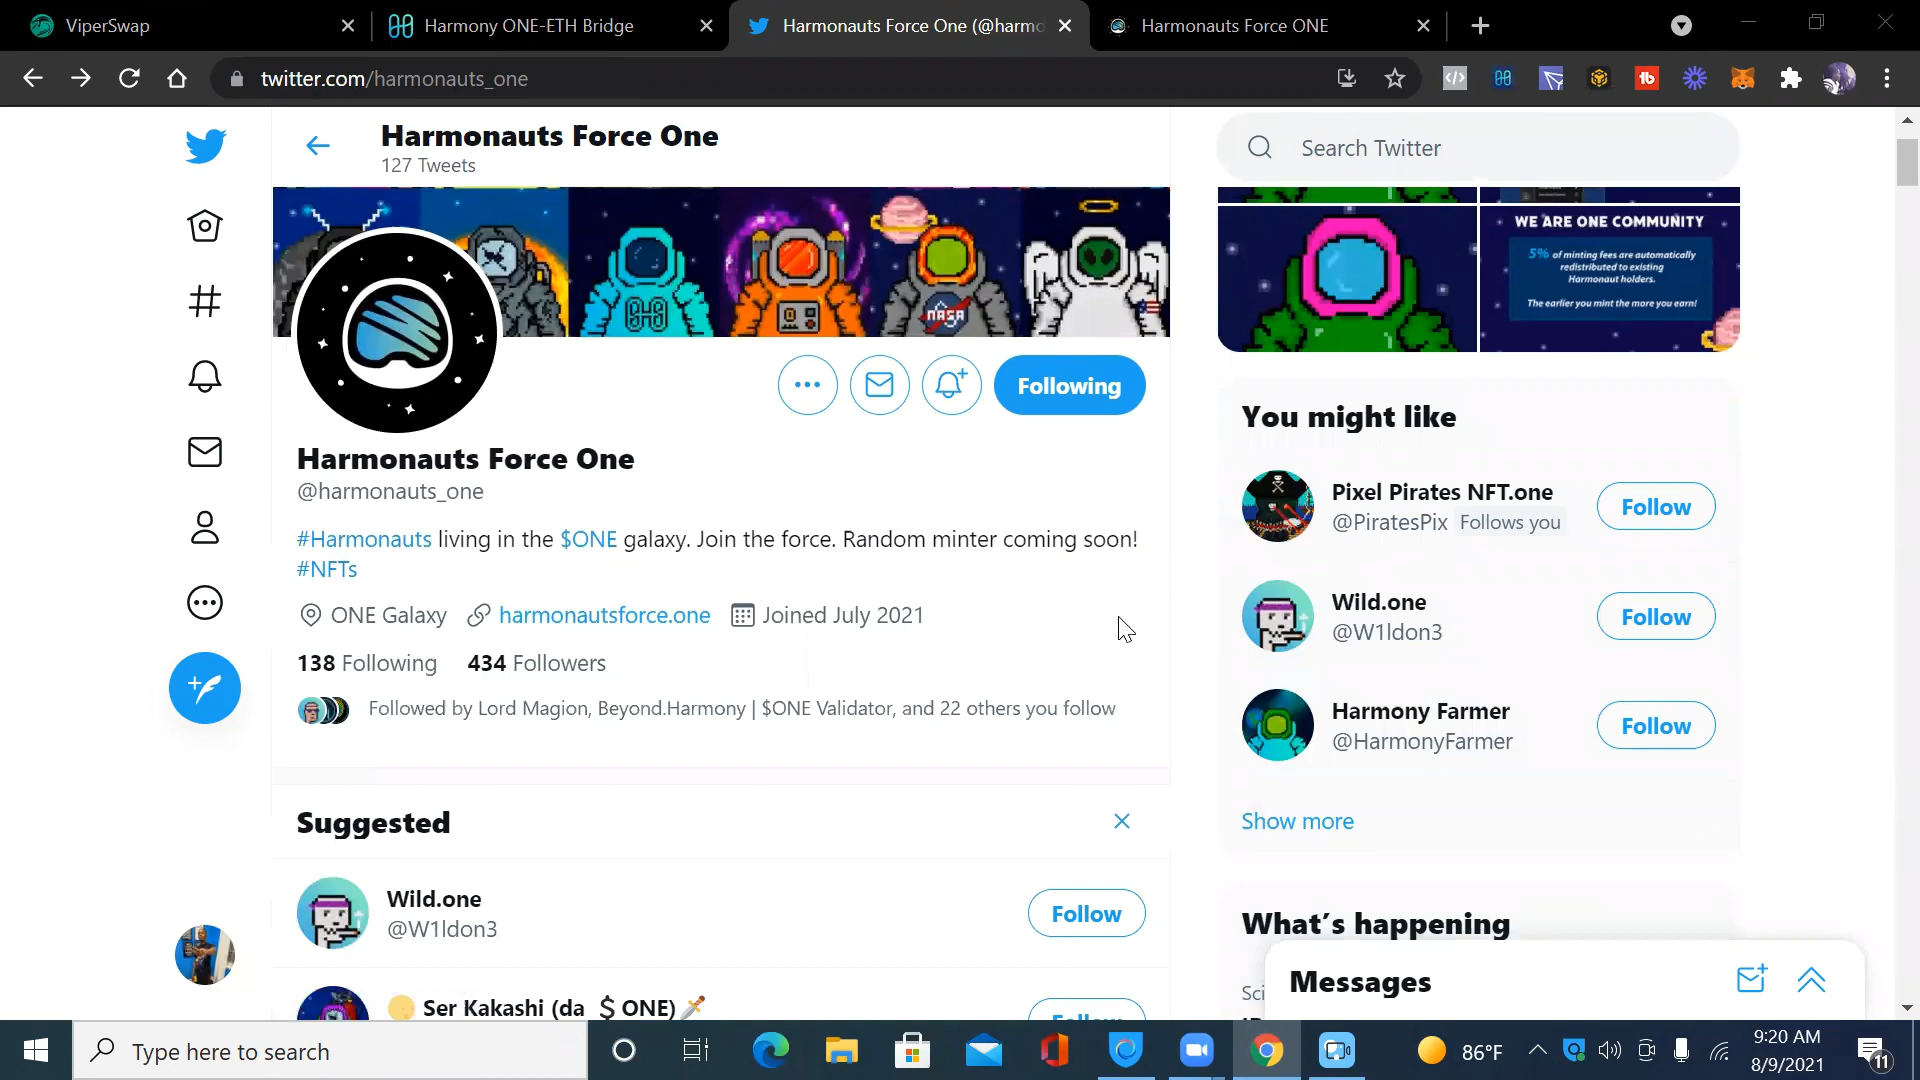 ViperSwap
Harmony ONE-ETH Bridge
Harmonauts Force One (@harmo
Harmonauts Force ONE
twitter.com/harmonauts_one
Harmonauts Force One
127 Tweets
Search Twitter
NASA
WE ARE ONE COMMUNITY
5% of minting fees are automatically
redistributed to existing
Harmonaut holders.
The earlier you mint the more you earn!
Following
Harmonauts Force One
@harmonauts_one
#Harmonauts living in the $ONE galaxy. Join the force. Random minter coming soon!
#NFTs
ONE Galaxy harmonautsforce.one Joined July 2021
138 Following 434 Followers
Followed by Lord Magion, Beyond.Harmony | $ONE Validator, and 22 others you follow
You might like
Pixel Pirates NFT.one
@PiratesPix Follows you
Follow
Wild.one
@W1ldon3
Follow
Harmony Farmer
@HarmonyFarmer
Follow
Show more
Suggested
Wild.one
@W1ldon3
Follow
Ser Kakashi (da $ ONE)
Follow
What's happening
Sci
Messages
Type here to search
86°F
9:20 AM
8/9/2021
11